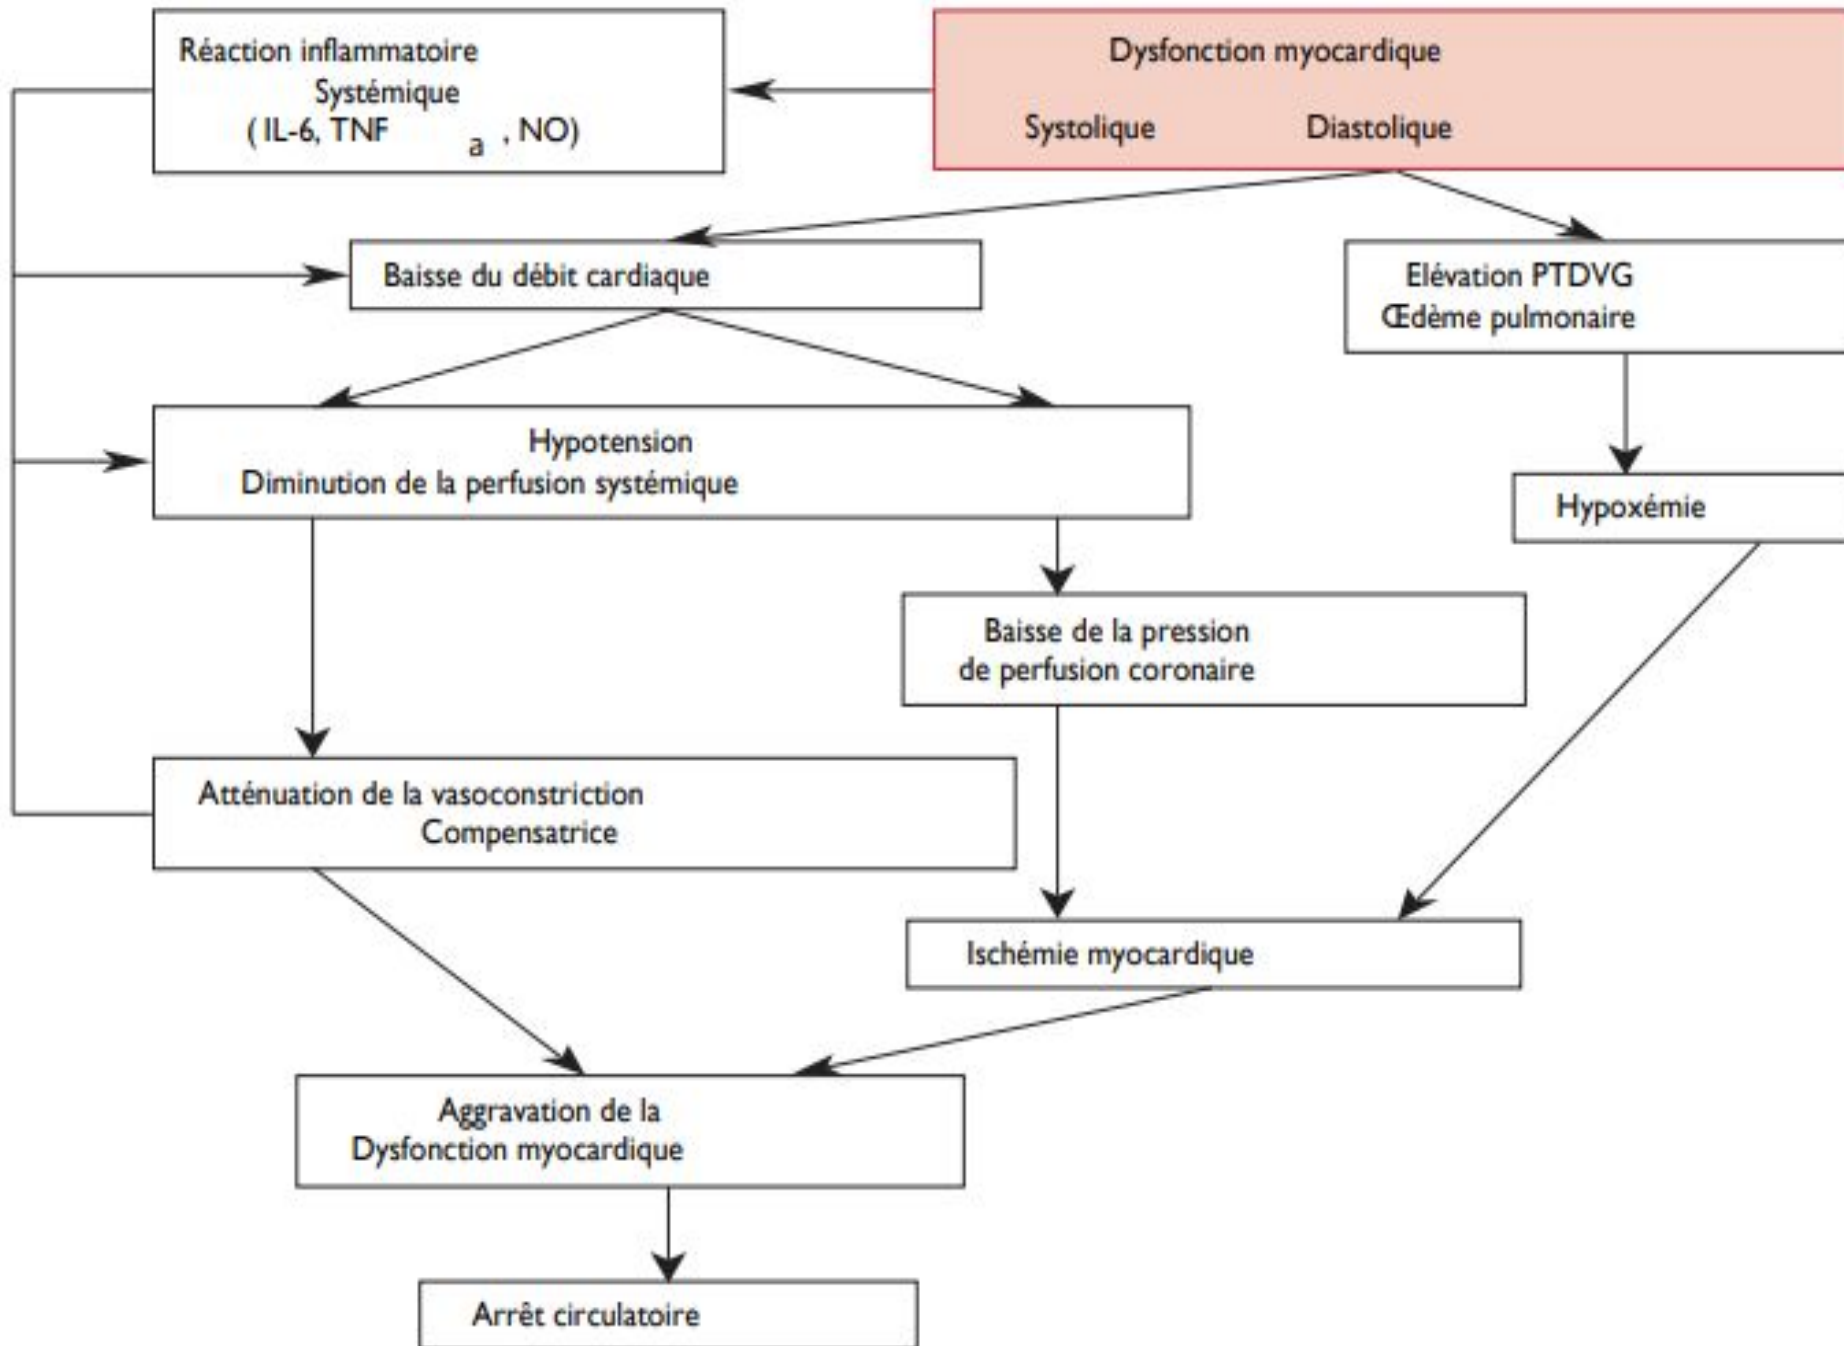 Réaction inflammatoire
Systémique
( IL-6, TNF a , NO)
Dysfonction myocardique
Systolique Diastolique
Baisse du débit cardiaque
Elévation PTDVG
Œdème pulmonaire
Hypotension
Diminution de la perfusion systémique
Hypoxémie
Baisse de la pression
de perfusion coronaire
Atténuation de la vasoconstriction
Compensatrice
Ischémie myocardique
Aggravation de la
Dysfonction myocardique
Arrêt circulatoire